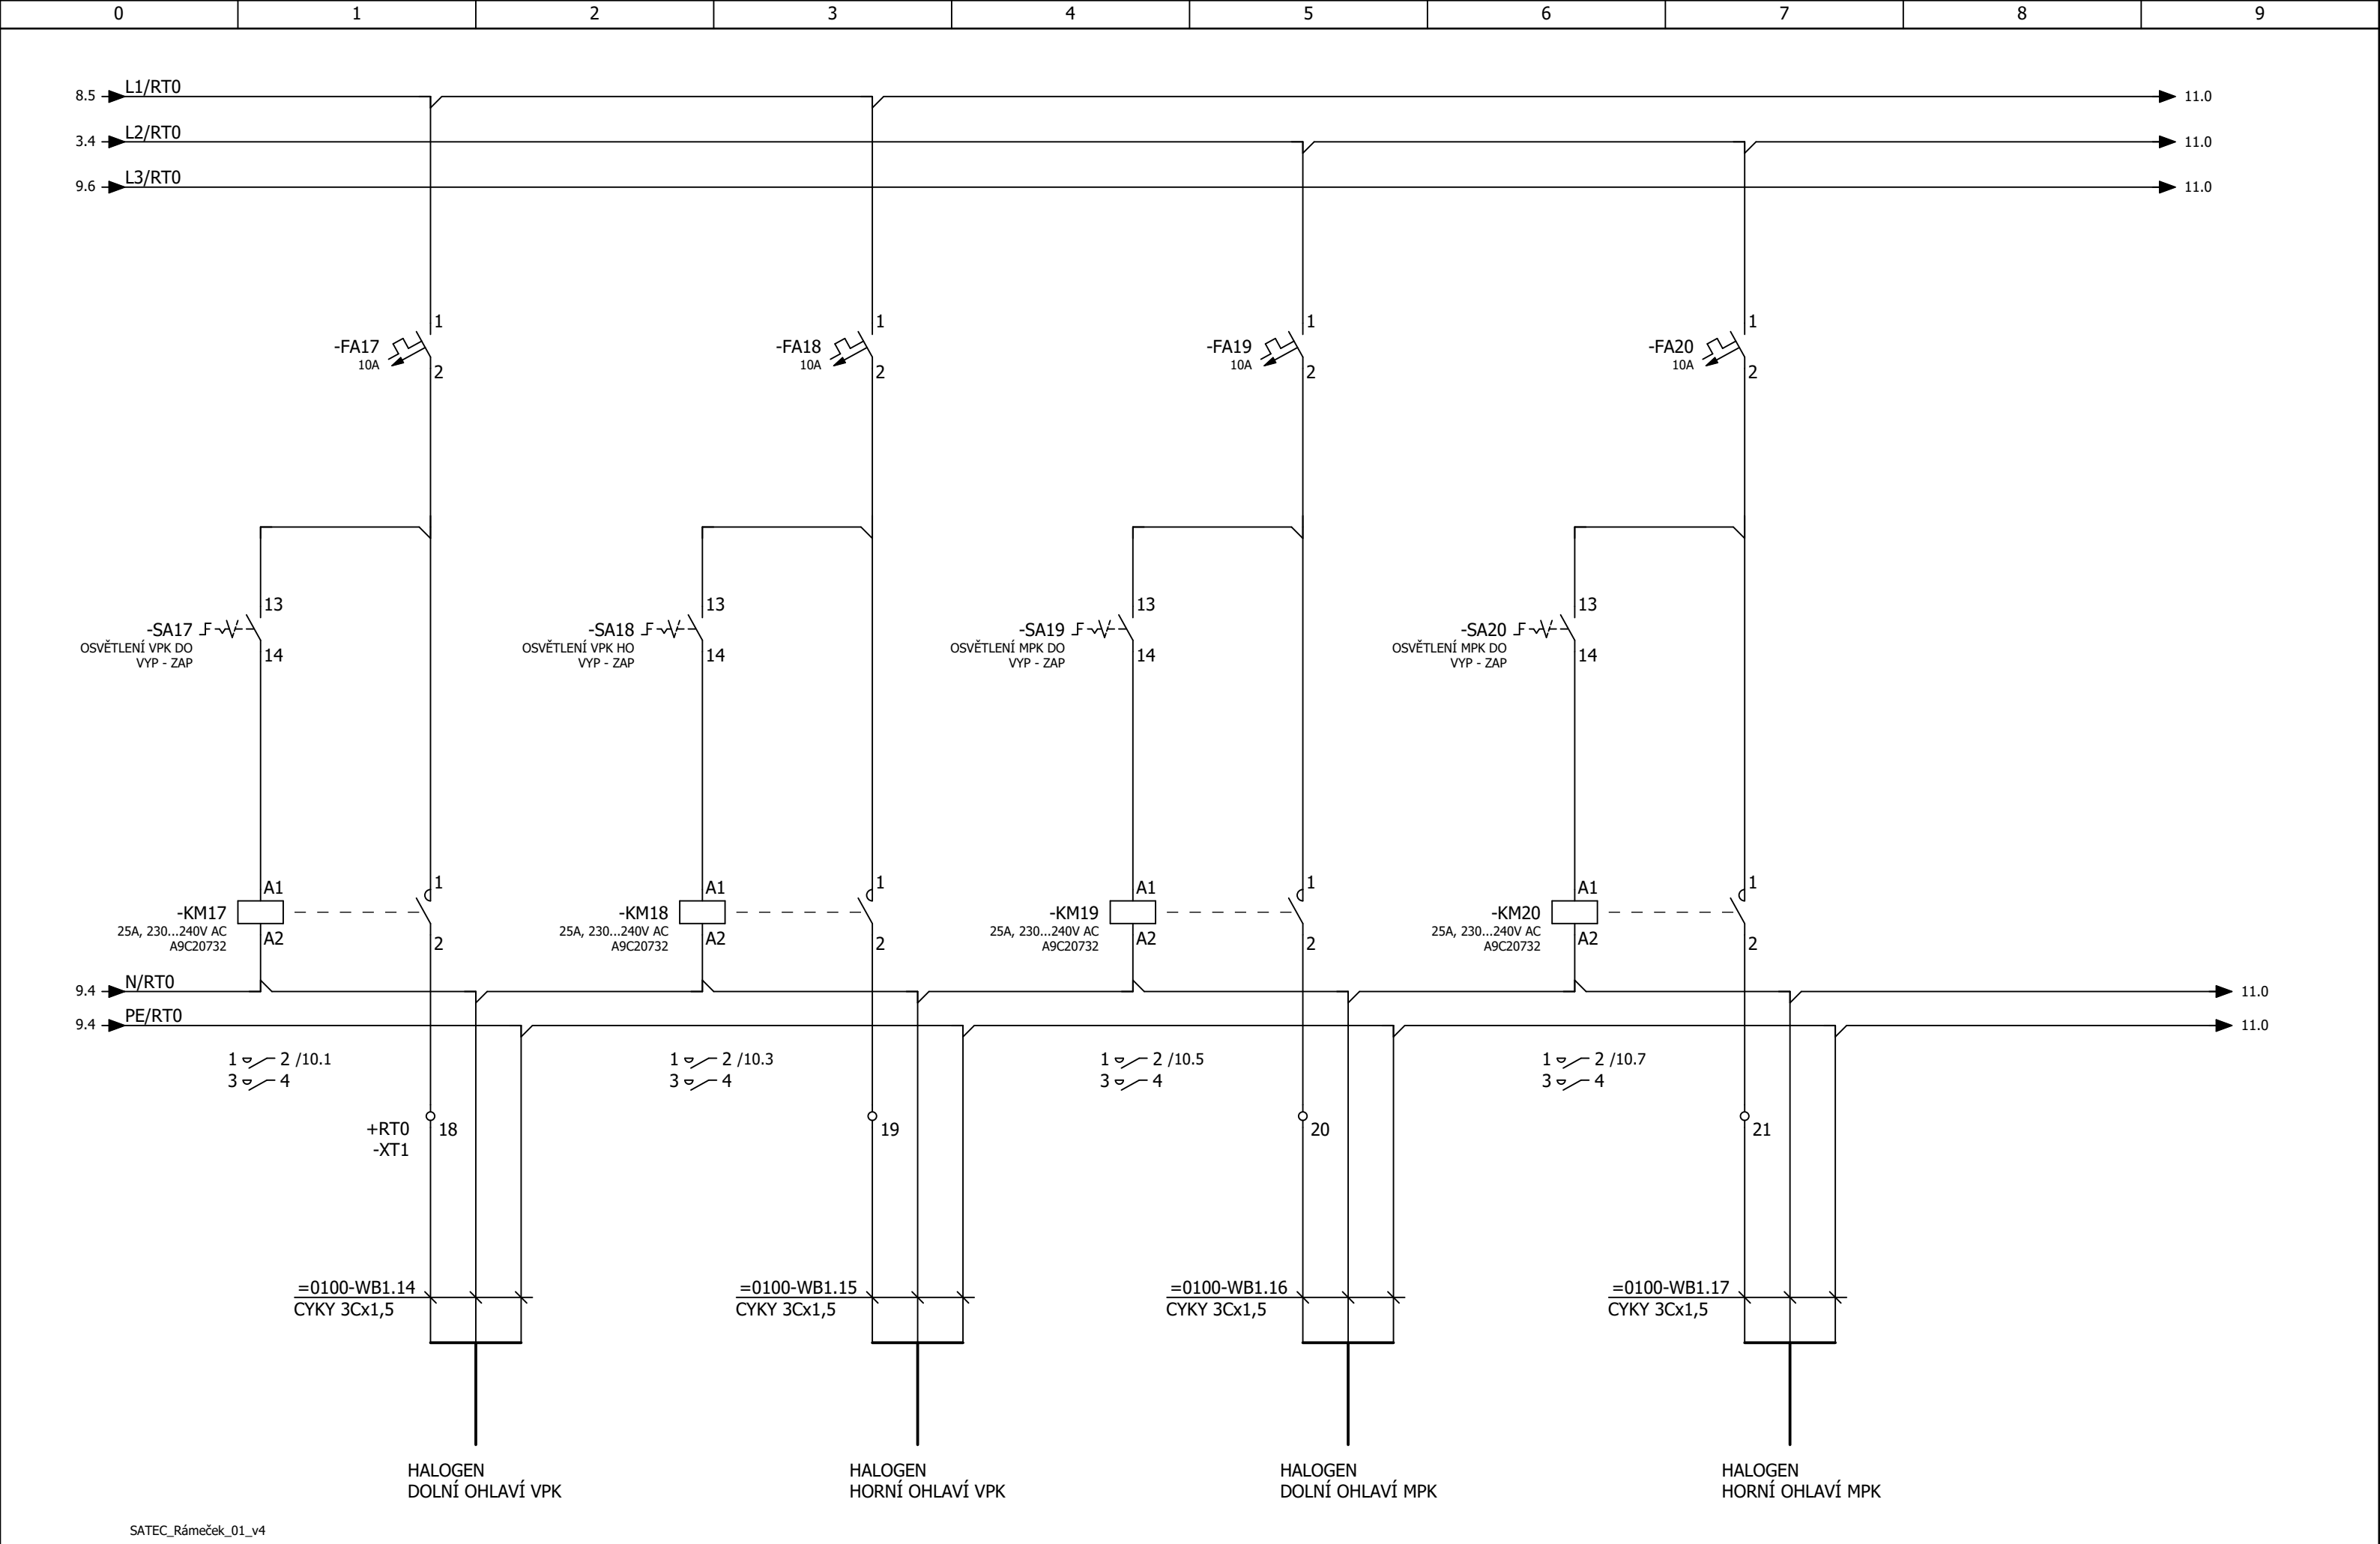 0 1 2 3 4 5 6 7 8 9
8.5 L1/RT0 11.0
3.4 L2/RT0 11.0
9.6 L3/RT0 11.0
1 1 1 1
-FA17 -FA18 -FA19 -FA20
10A 10A 10A 10A
2 2 2 2
13 13 13 13
-SA17 -SA18 -SA19 -SA20
OSVĚTLENÍ VPK DO OSVĚTLENÍ VPK HO OSVĚTLENÍ MPK DO OSVĚTLENÍ MPK DO
VYP - ZAP VYP - ZAP VYP - ZAP VYP - ZAP
14 14 14 14
A1 1 A1 1 A1 1 A1 1
-KM17 -KM18 -KM19 -KM20
25A, 230...240V AC 25A, 230...240V AC 25A, 230...240V AC 25A, 230...240V AC
A9C20732 A9C20732 A9C20732 A9C20732
A2 2 A2 2 A2 2 A2 2
9.4 N/RT0 11.0
9.4 PE/RT0 11.0
1 2 /10.1 1 2 /10.3 1 2 /10.5 1 2 /10.7
3 4 3 4 3 4 3 4
+RT0 18 19 20 21
-XT1
=0100-WB1.14 =0100-WB1.15 =0100-WB1.16 =0100-WB1.17
CYKY 3Cx1,5 CYKY 3Cx1,5 CYKY 3Cx1,5 CYKY 3Cx1,5
HALOGEN HALOGEN HALOGEN HALOGEN
DOLNÍ OHLAVÍ VPK HORNÍ OHLAVÍ VPK DOLNÍ OHLAVÍ MPK HORNÍ OHLAVÍ MPK
SATEC_Rámeček_01_v4